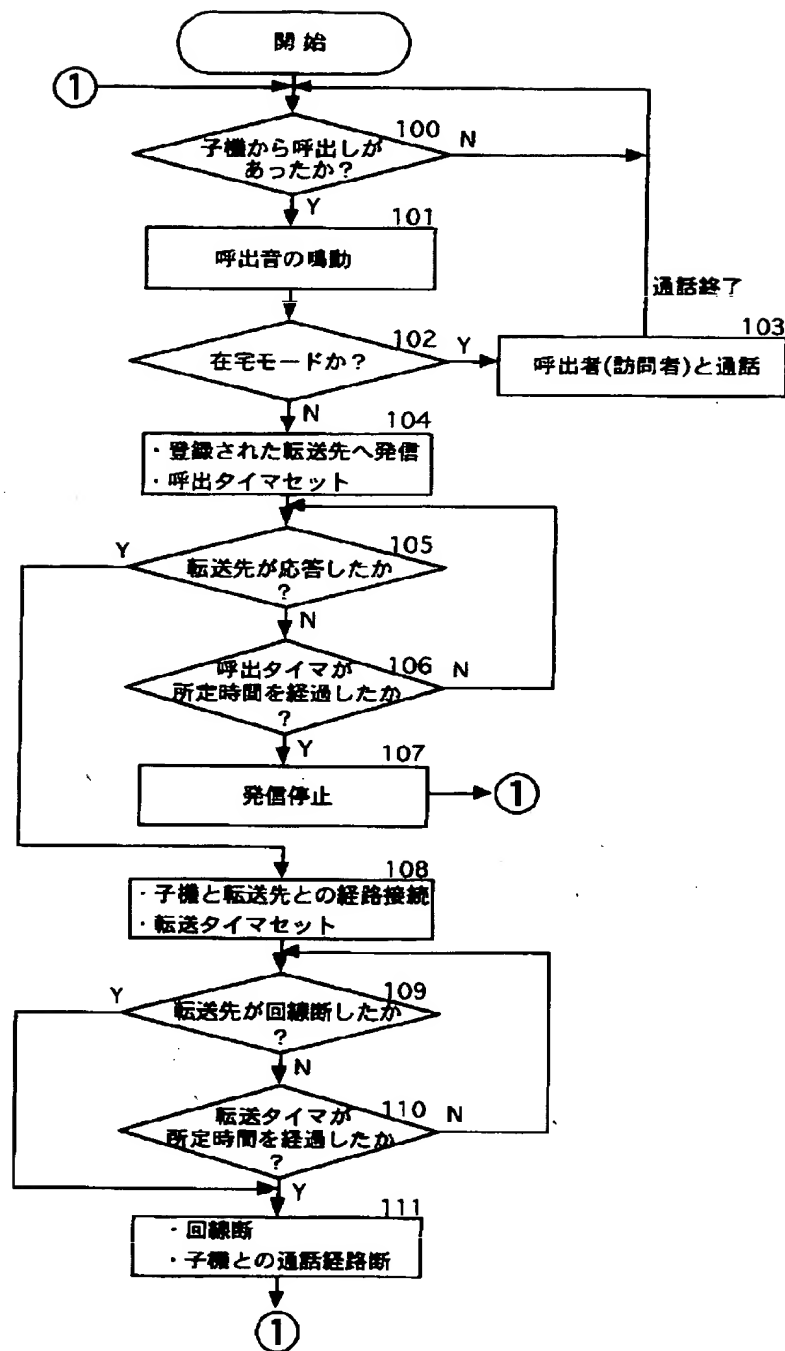 開始
①
100
子機から呼出しが
あったか?
N
Y
101
呼出音の鳴動
通話終了
102
在宅モードか?
Y
103
呼出者(訪問者)と通話
N
104
・登録された転送先へ発信
・呼出タイマセット
Y
105
転送先が応答したか
?
N
106
呼出タイマが
所定時間を経過したか
?
N
Y
107
発信停止
①
108
・子機と転送先との経路接続
・転送タイマセット
Y
109
転送先が回線断したか
?
N
110
転送タイマが
所定時間を経過したか
?
N
Y
111
・回線断
・子機との通話経路断
①